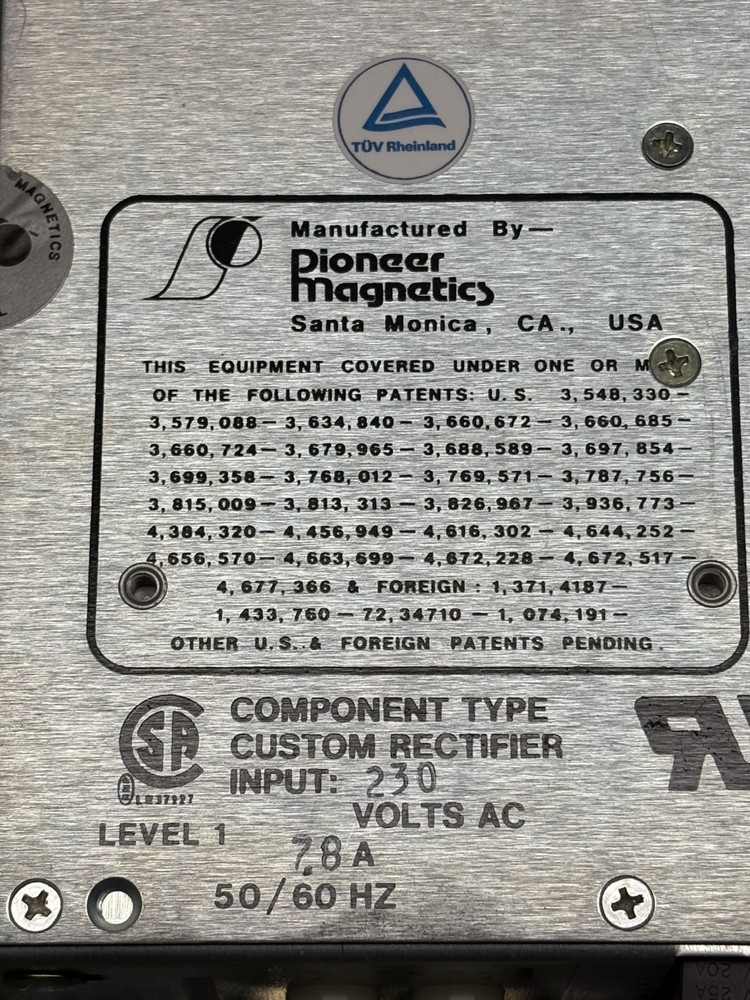 TÜV Rheinland
MAGNETICS
Manufactured By—
Pioneer
Magnetics
Santa Monica, CA., USA
THIS EQUIPMENT COVERED UNDER ONE OR M
OF THE FOLLOWING PATENTS: U.S. 3,548,330—
3,579,088— 3,634,840— 3,660,672— 3,660,685—
3,660,724— 3,679,965— 3,688,589— 3,697,854—
3,699,358— 3,768,012— 3,769,571— 3,787,756—
3,815,009— 3,813,313— 3,826,967— 3,936,773—
4,384,320— 4,456,949— 4,616,302— 4,644,252—
4,656,570— 4,663,699— 4,672,228— 4,672,517—
4,677,366 & FOREIGN: 1,371,4187—
1,433,760—72,34710—1,074,191—
OTHER U.S..& FOREIGN PATENTS PENDING.
SA COMPONENT TYPE
CUSTOM RECTIFIER
INPUT: 230
LR37927
VOLTS AC
LEVEL 1
7.8 A
50/60 HZ
20A
25A